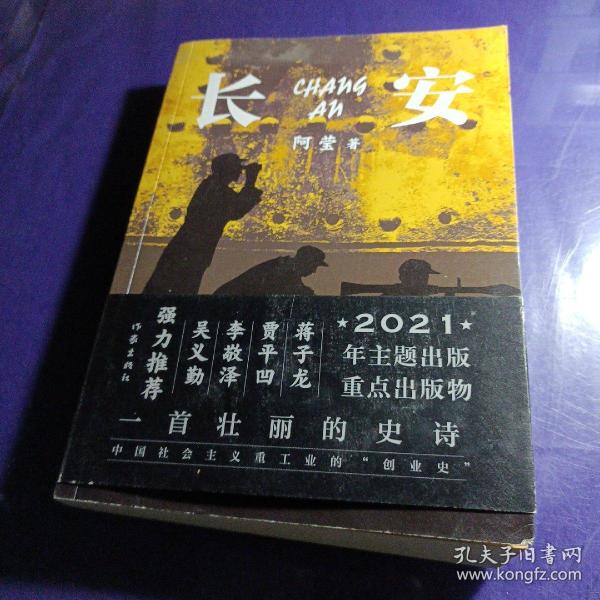 长安
CHANG
AN
阿莹 著
2021
年主题出版
重点出版物
蒋子龙
贾平凹
李敬泽
吴义勤
强力推荐
作家出版社
一首壮丽的史诗
中国社会主义重工业的“创业史”
孔夫子旧书网
www.kongfz.com